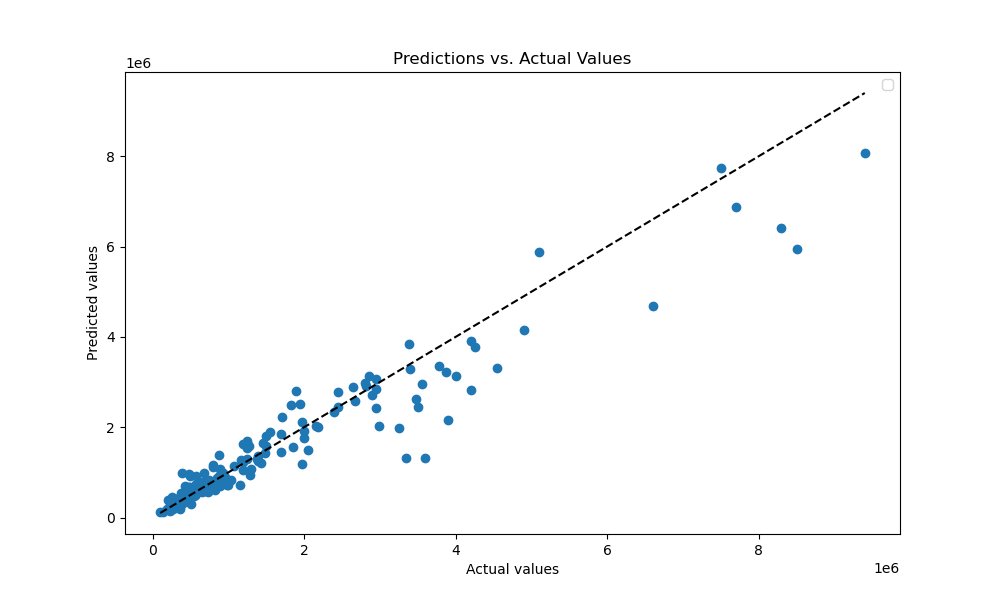 Predictions vs. Actual Values
1e6
8
6
4
2
0
Predicted values
0 2 4 6 8
1e6
Actual values